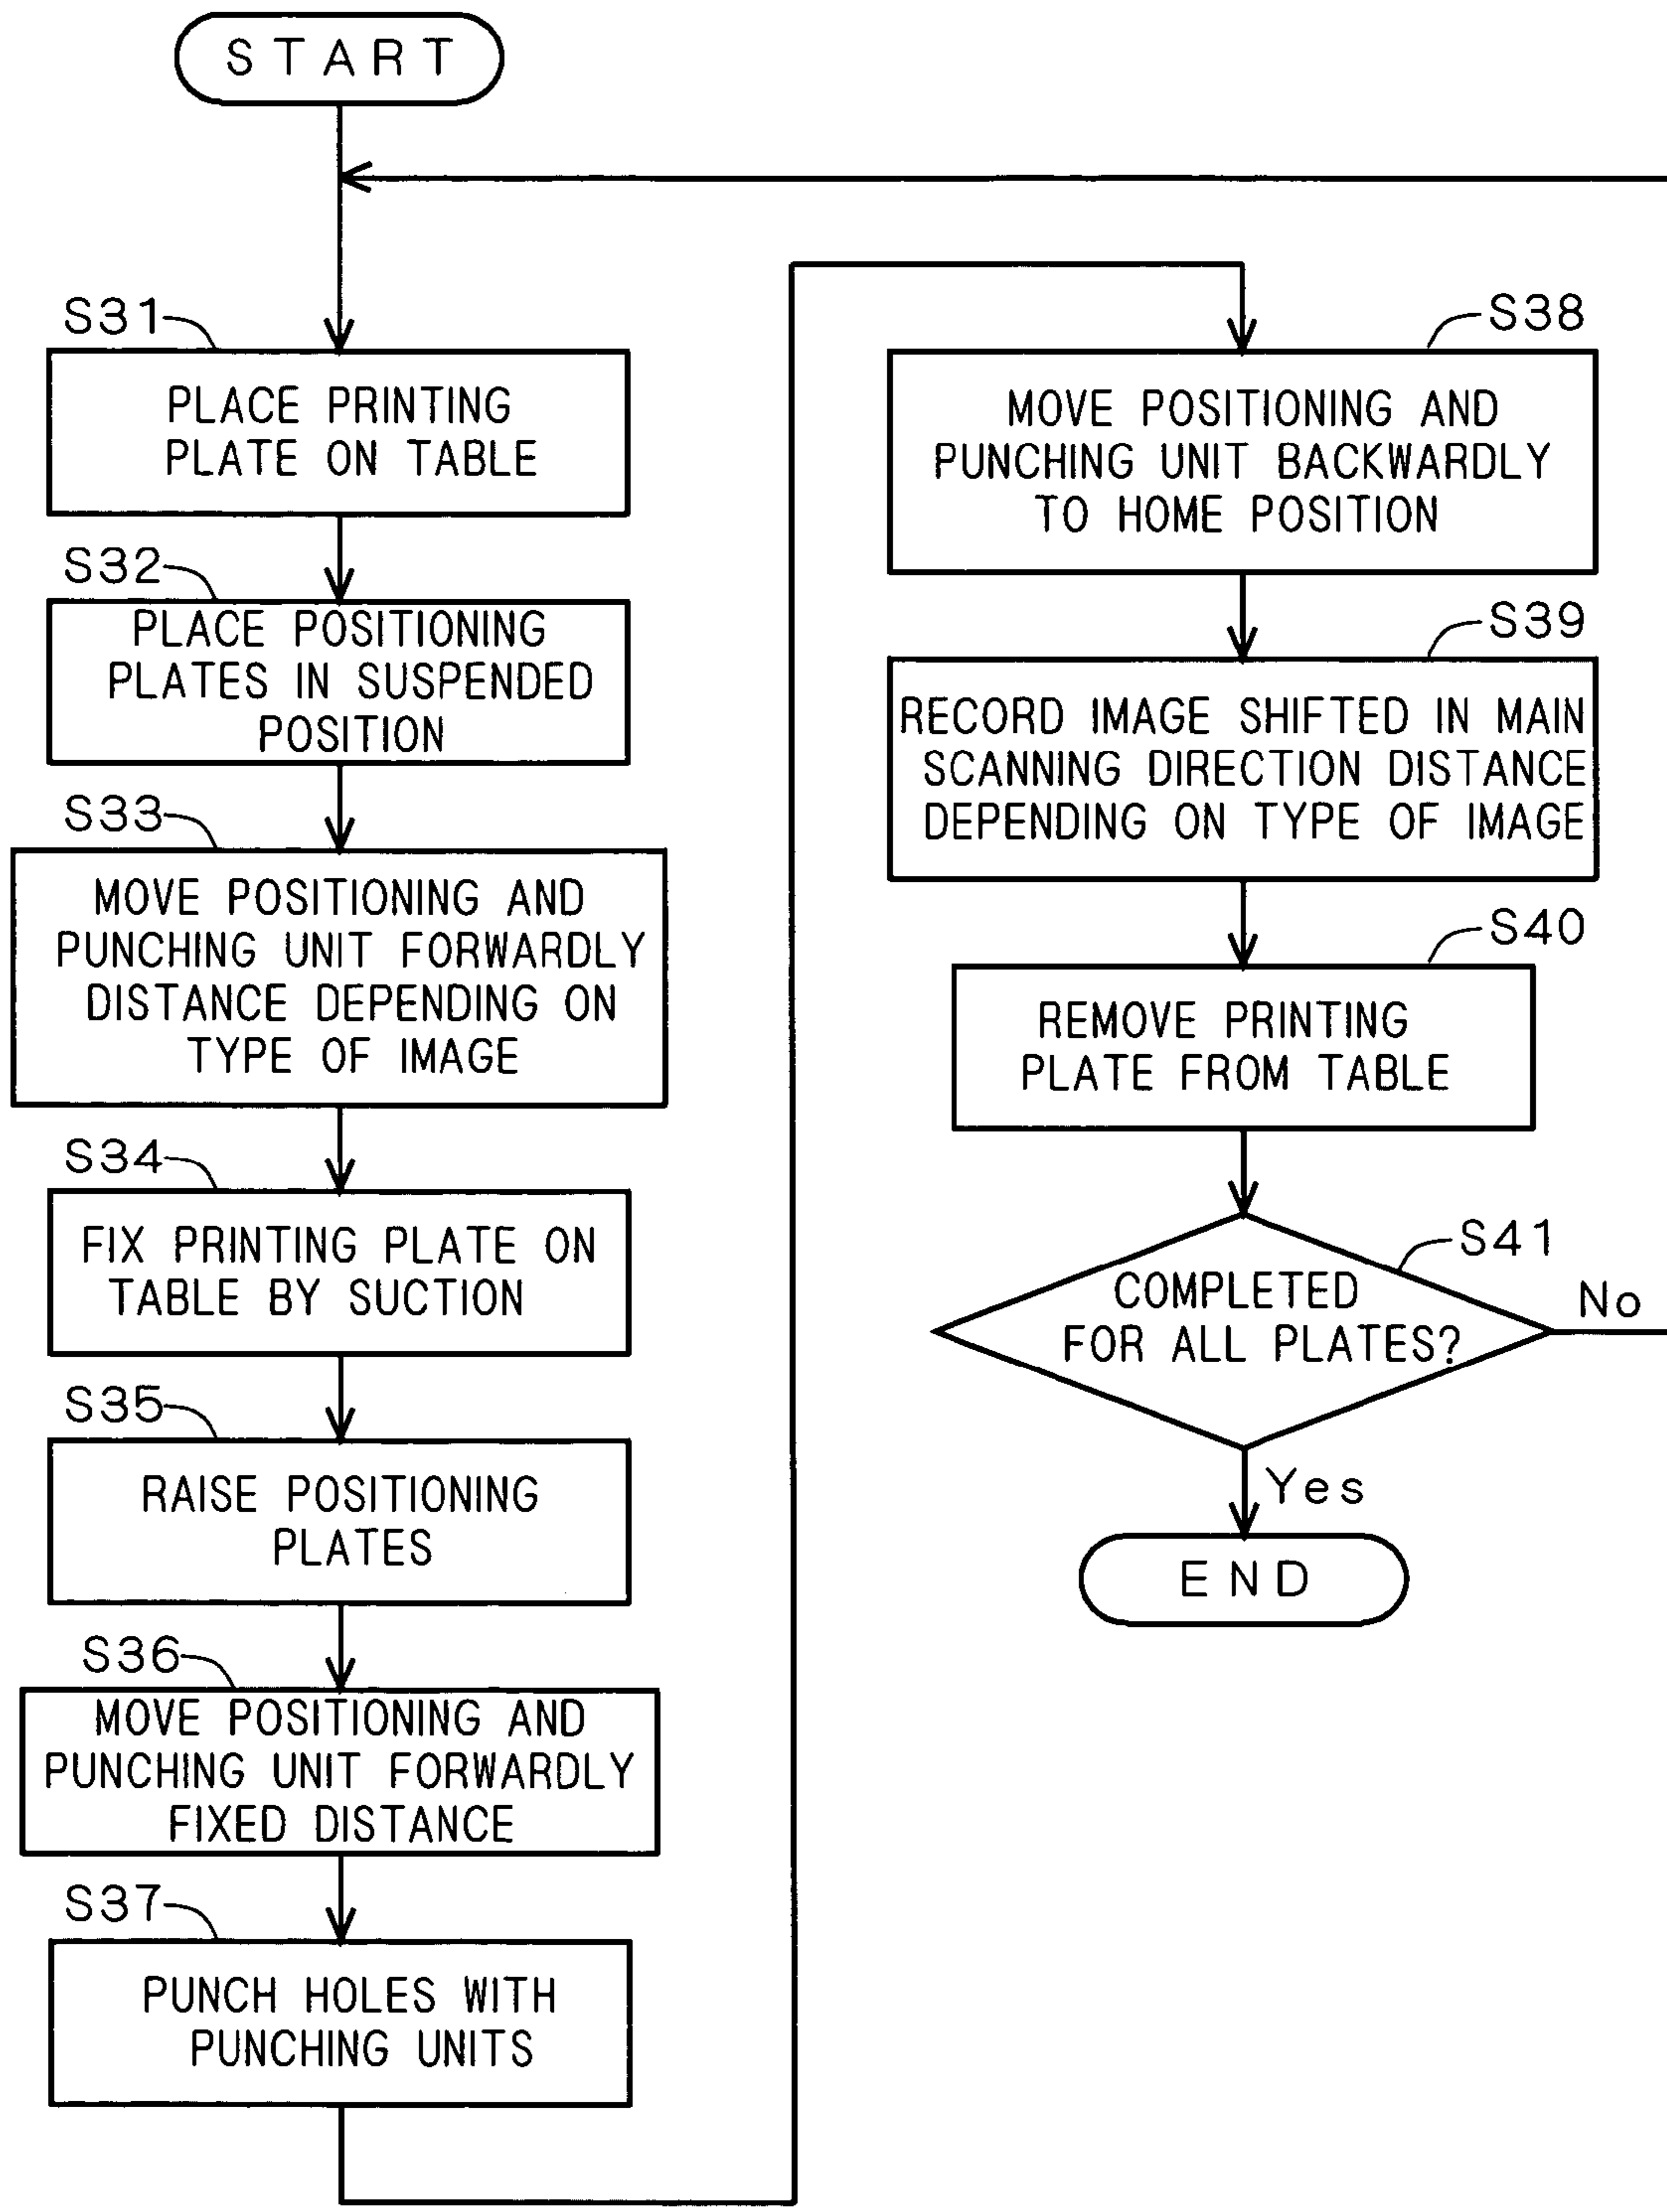 START
S31
PLACE PRINTING
PLATE ON TABLE
S32
PLACE POSITIONING
PLATES IN SUSPENDED
POSITION
S33
MOVE POSITIONING AND
PUNCHING UNIT FORWARDLY
DISTANCE DEPENDING ON
TYPE OF IMAGE
S34
FIX PRINTING PLATE ON
TABLE BY SUCTION
S35
RAISE POSITIONING
PLATES
S36
MOVE POSITIONING AND
PUNCHING UNIT FORWARDLY
FIXED DISTANCE
S37
PUNCH HOLES WITH
PUNCHING UNITS
S38
MOVE POSITIONING AND
PUNCHING UNIT BACKWARDLY
TO HOME POSITION
S39
RECORD IMAGE SHIFTED IN MAIN
SCANNING DIRECTION DISTANCE
DEPENDING ON TYPE OF IMAGE
S40
REMOVE PRINTING
PLATE FROM TABLE
S41
COMPLETED
FOR ALL PLATES?
No
Yes
END